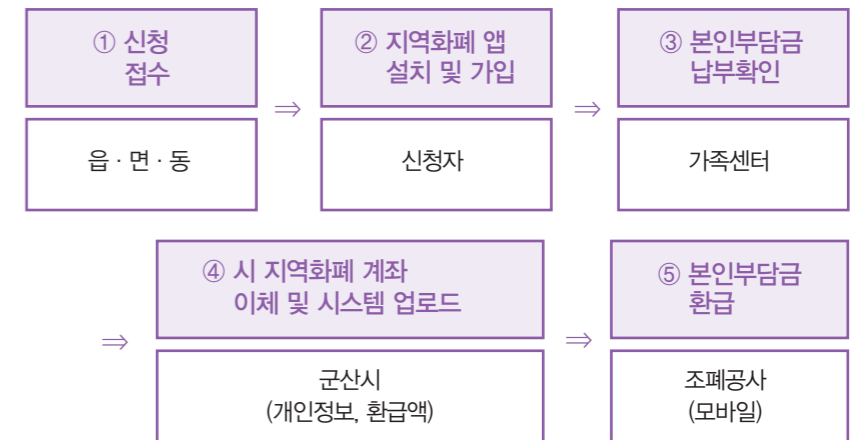 ① 신청
접수
⇒
② 지역화폐 앱
설치 및 가입
⇒
③ 본인부담금
납부확인
읍·면·동
신청자
가족센터
⇒
④ 시 지역화폐 계좌
이체 및 시스템 업로드
⇒
⑤ 본인부담금
환급
군산시
(개인정보, 환급액)
조폐공사
(모바일)